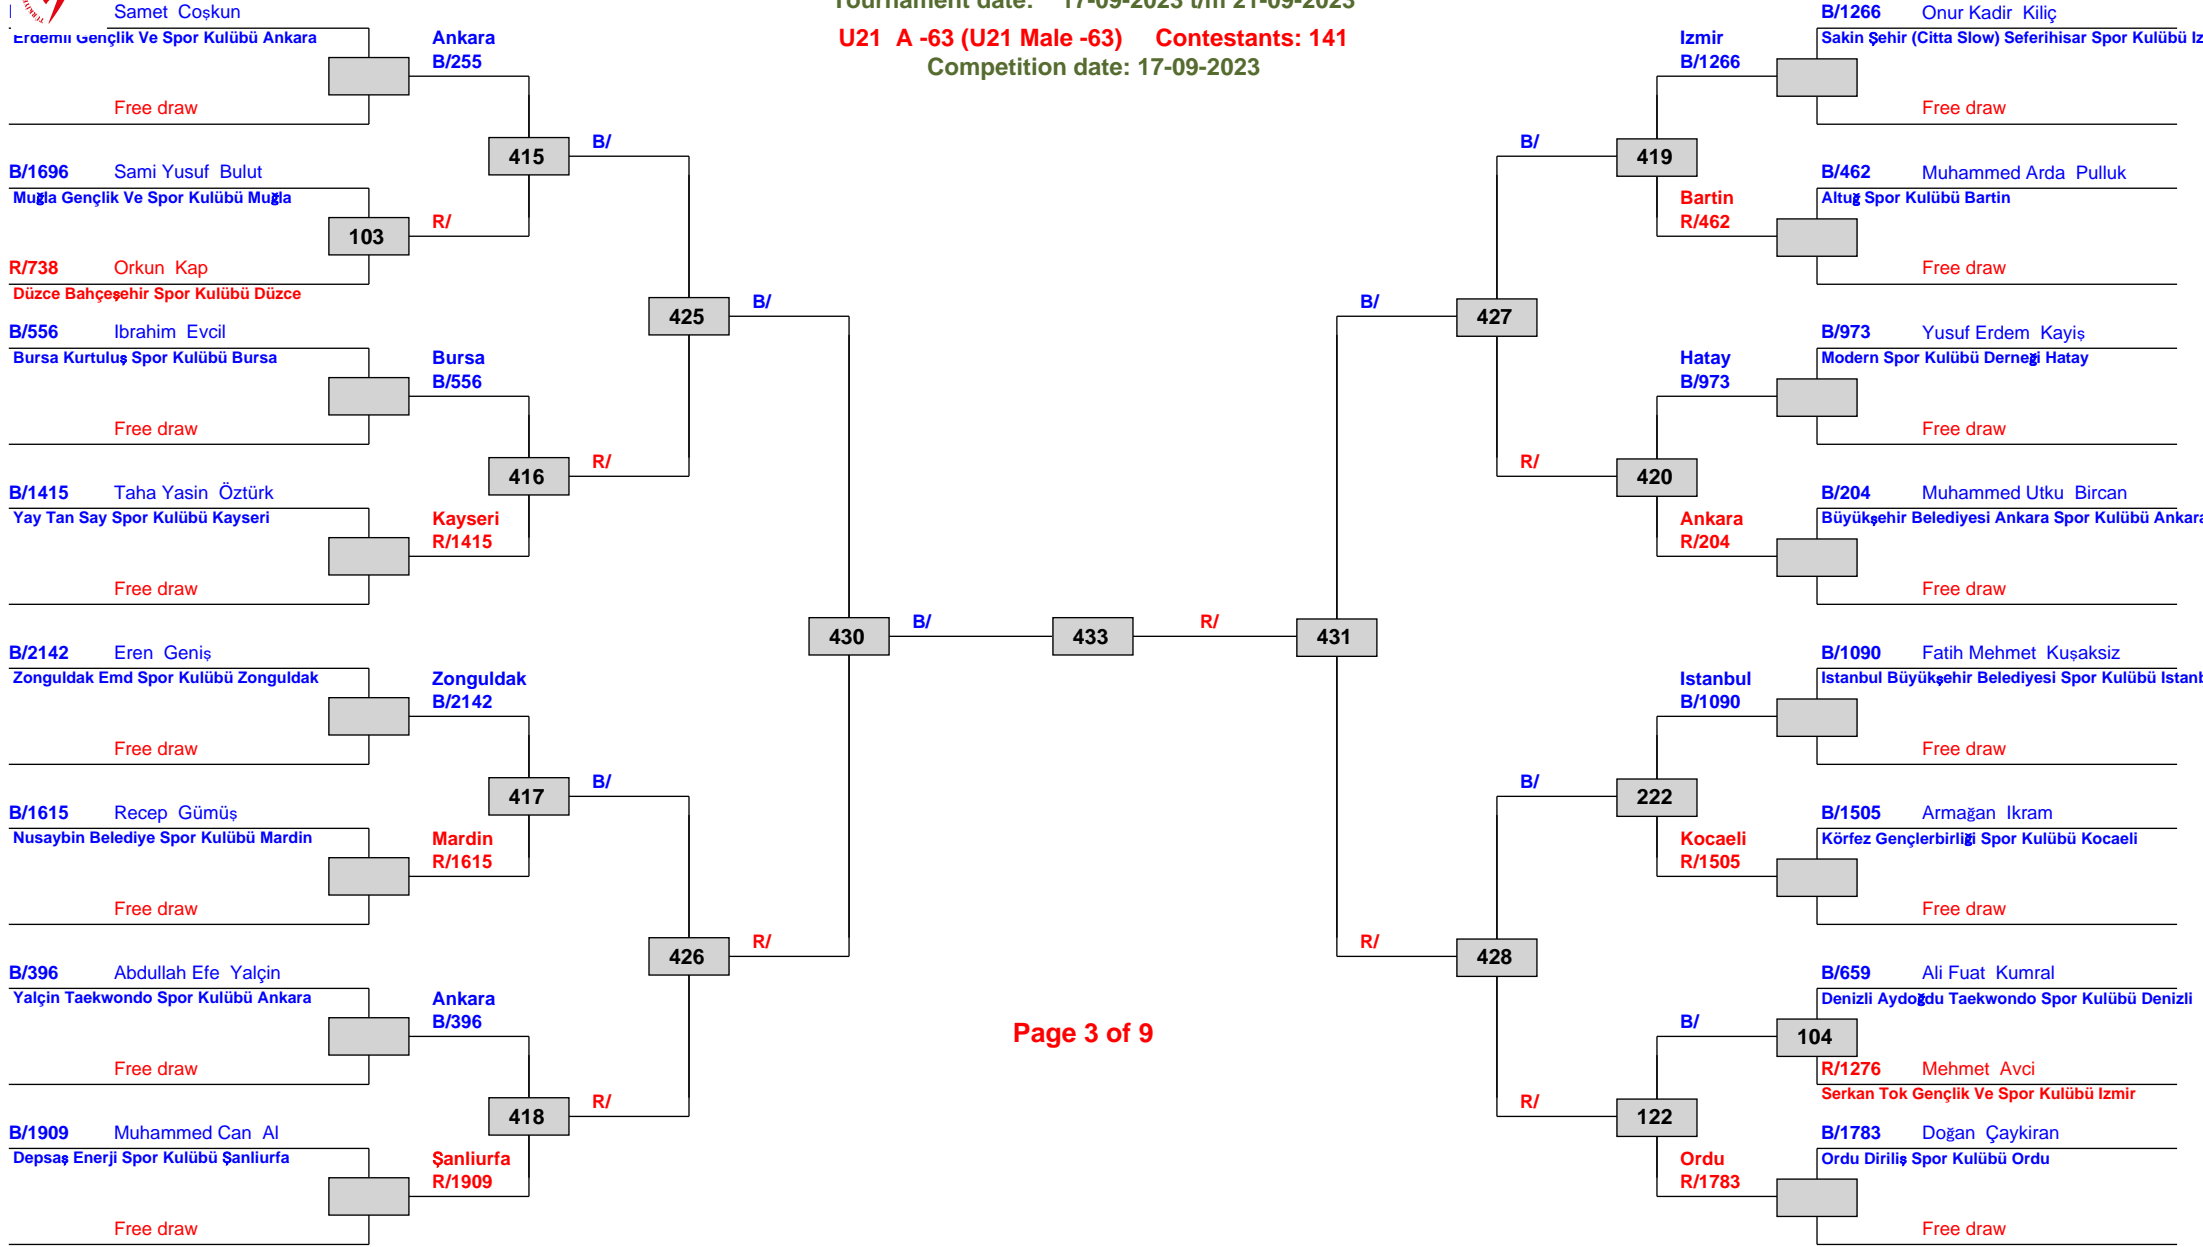 Tournament date: 17-09-2023 t/m 21-09-2023
U21 A -63 (U21 Male -63) Contestants: 141
Competition date: 17-09-2023
Samet Coşkun
Erdemli Gençlik Ve Spor Kulübü Ankara
Free draw
B/1696 Sami Yusuf Bulut
Muğla Gençlik Ve Spor Kulübü Muğla
R/738 Orkun Kap
Düzce Bahçeşehir Spor Kulübü Düzce
B/556 Ibrahim Evcil
Bursa Kurtuluş Spor Kulübü Bursa
Free draw
B/1415 Taha Yasin Öztürk
Yay Tan Say Spor Kulübü Kayseri
Free draw
B/2142 Eren Geniş
Zonguldak Emd Spor Kulübü Zonguldak
Free draw
B/1615 Recep Gümüş
Nusaybin Belediye Spor Kulübü Mardin
Free draw
B/396 Abdullah Efe Yalçin
Yalçin Taekwondo Spor Kulübü Ankara
Free draw
B/1909 Muhammed Can Al
Depsaş Enerji Spor Kulübü Şanliurfa
Free draw
103
Ankara
B/255
R/
Bursa
B/556
Kayseri
R/1415
Zonguldak
B/2142
Mardin
R/1615
Ankara
B/396
Şanliurfa
R/1909
415
416
417
418
B/
R/
B/
R/
425
426
B/
R/
430
B/
433
R/
431
B/
R/
427
428
B/
R/
B/
R/
419
420
222
122
Izmir
B/1266
Bartin
R/462
Hatay
B/973
Ankara
R/204
Istanbul
B/1090
Kocaeli
R/1505
B/
Ordu
R/1783
104
B/1266 Onur Kadir Kiliç
Sakin Şehir (Citta Slow) Seferihisar Spor Kulübü Iz
Free draw
B/462 Muhammed Arda Pulluk
Altuğ Spor Kulübü Bartin
Free draw
B/973 Yusuf Erdem Kayiş
Modern Spor Kulübü Derneği Hatay
Free draw
B/204 Muhammed Utku Bircan
Büyükşehir Belediyesi Ankara Spor Kulübü Ankara
Free draw
B/1090 Fatih Mehmet Kuşaksiz
Istanbul Büyükşehir Belediyesi Spor Kulübü Istanb
Free draw
B/1505 Armağan Ikram
Körfez Gençlerbirliği Spor Kulübü Kocaeli
Free draw
B/659 Ali Fuat Kumral
Denizli Aydoğdu Taekwondo Spor Kulübü Denizli
R/1276 Mehmet Avci
Serkan Tok Gençlik Ve Spor Kulübü Izmir
B/1783 Doğan Çaykiran
Ordu Diriliş Spor Kulübü Ordu
Free draw
Page 3 of 9